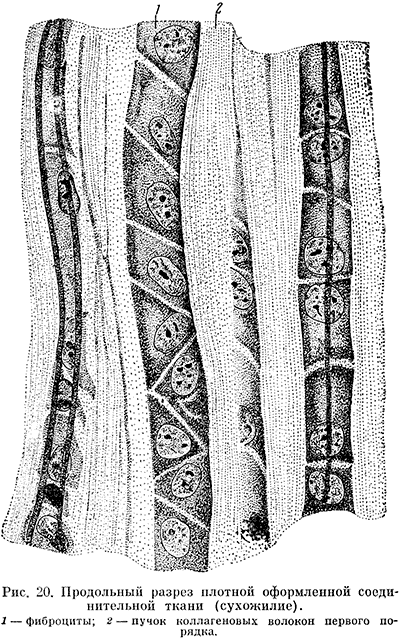 1
2
Рис. 20. Продольный разрез плотной оформленной соеди-
нительной ткани (сухожилие).
1 — фиброциты; 2 — пучок коллагеновых волокон первого по-
рядка.